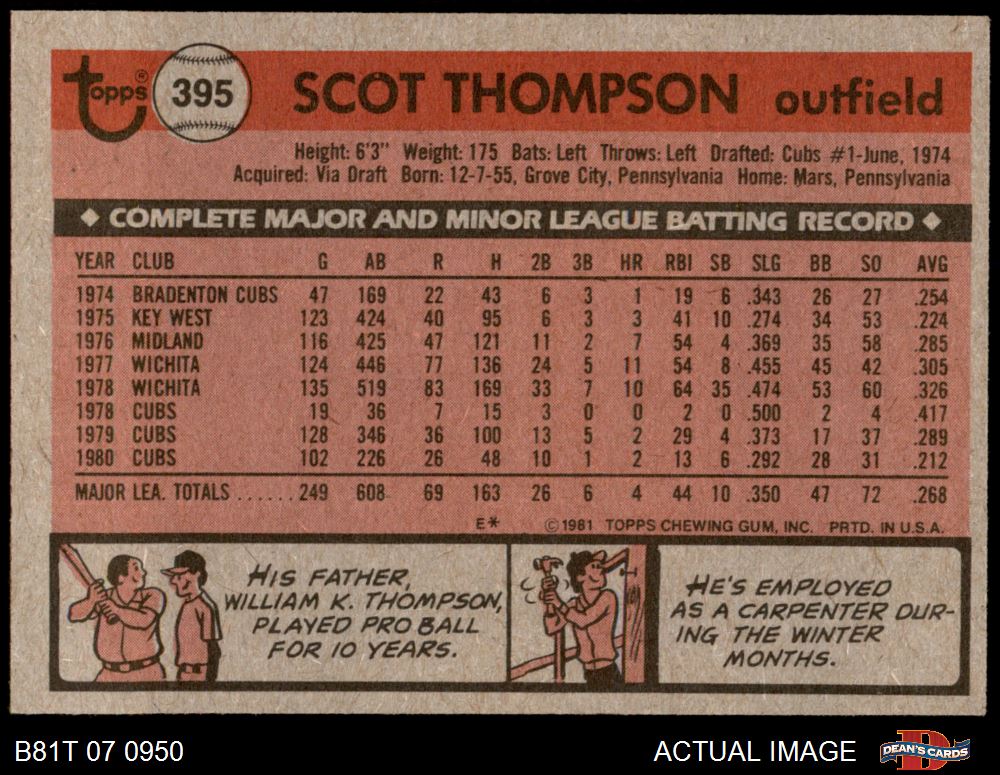 topps® 395 SCOT THOMPSON outfield
Height: 6'3" Weight: 175 Bats: Left Throws: Left Drafted: Cubs #1-June, 1974
Acquired: Via Draft Born: 12-7-55, Grove City, Pennsylvania Home: Mars, Pennsylvania
◆ COMPLETE MAJOR AND MINOR LEAGUE BATTING RECORD ◆
YEAR CLUB G AB R H 2B 3B HR RBI SB SLG BB SO AVG
1974 BRADENTON CUBS 47 169 22 43 6 3 1 19 6 .343 26 27 .254
1975 KEY WEST 123 424 40 95 6 3 3 41 10 .274 34 53 .224
1976 MIDLAND 116 425 47 121 11 2 7 54 4 .369 35 58 .285
1977 WICHITA 124 446 77 136 24 5 11 54 8 .455 45 42 .305
1978 WICHITA 135 519 83 169 33 7 10 64 35 .474 53 60 .326
1978 CUBS 19 36 7 15 3 0 0 2 0 .500 2 4 .417
1979 CUBS 128 346 36 100 13 5 2 29 4 .373 17 37 .289
1980 CUBS 102 226 26 48 10 1 2 13 6 .292 28 31 .212
MAJOR LEA. TOTALS ...... 249 608 69 163 26 6 4 44 10 .350 47 72 .268
E* ©1981 TOPPS CHEWING GUM, INC. PRTD. IN U.S.A.
HIS FATHER,
WILLIAM K. THOMPSON,
PLAYED PRO BALL
FOR 10 YEARS.
HE'S EMPLOYED
AS A CARPENTER DUR-
ING THE WINTER
MONTHS.
B81T 07 0950 ACTUAL IMAGE DEAN'S CARDS